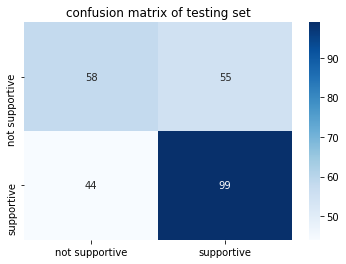 confusion matrix of testing set
not supportive
58
55
supportive
44
99
not supportive
supportive
90
80
70
60
50